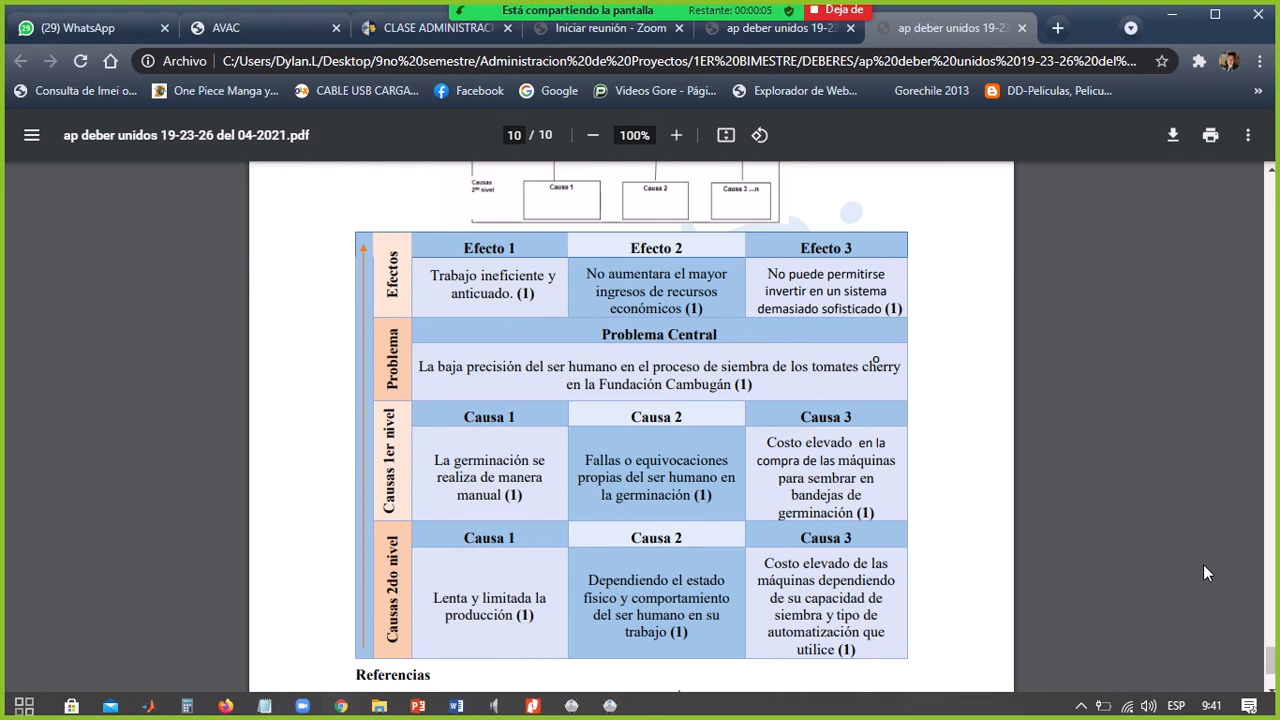 Está compartiendo la pantalla
Restante: 00:00:05
Deja de
(29) WhatsApp
AVAC
CLASE ADMINISTRACI
Iniciar reunión - Zoom
ap deber unidos 19-23-
ap deber unidos 19-23-
Archivo
C:/Users/Dylan.L/Desktop/9no%20semestre/Administracion%20de%20Proyectos/1ER%20BIMESTRE/DEBERES/ap%20deber%20unidos%2019-23-26%20del%...
Consulta de Imei o...
One Piece Manga y...
CABLE USB CARGA...
Facebook
Google
Videos Gore - Pági...
Explorador de Web...
Gorechile 2013
DD-Peliculas, Pelicu...
»
ap deber unidos 19-23-26 del 04-2021.pdf
10 / 10
100%
Causas
2do nivel
Causa 1
Causa 2
Causa 3 ...n
Efectos
Efecto 1
Efecto 2
Efecto 3
Trabajo ineficiente y
anticuado. (1)
No aumentara el mayor
ingresos de recursos
económicos (1)
No puede permitirse
invertir en un sistema
demasiado sofisticado (1)
Problema
Problema Central
La baja precisión del ser humano en el proceso de siembra de los tomates cherry
en la Fundación Cambugán (1)
Causas 1er nivel
Causa 1
Causa 2
Causa 3
La germinación se
realiza de manera
manual (1)
Fallas o equivocaciones
propias del ser humano en
la germinación (1)
Costo elevado en la
compra de las máquinas
para sembrar en
bandejas de
germinación (1)
Causas 2do nivel
Causa 1
Causa 2
Causa 3
Lenta y limitada la
producción (1)
Dependiendo el estado
físico y comportamiento
del ser humano en su
trabajo (1)
Costo elevado de las
máquinas dependiendo
de su capacidad de
siembra y tipo de
automatización que
utilice (1)
Referencias
ESP
9:41